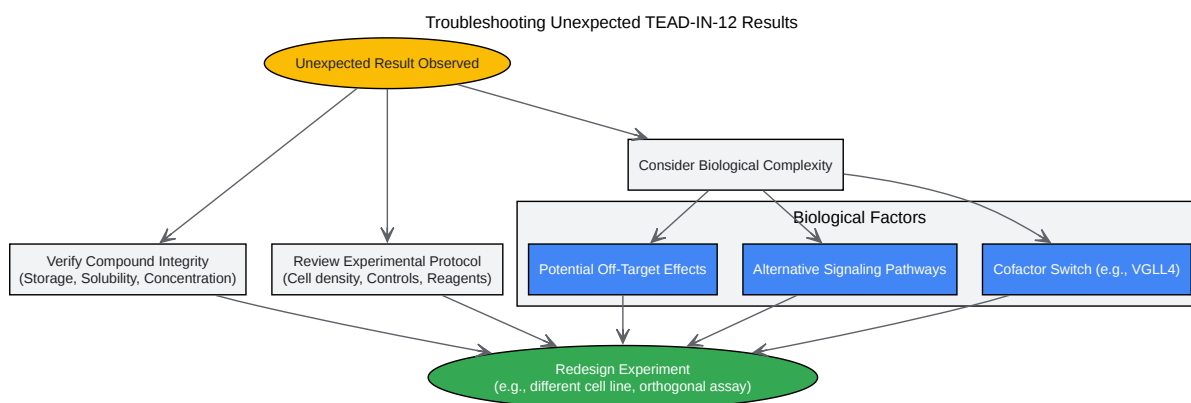 Troubleshooting Unexpected TEAD-IN-12 Results
Unexpected Result Observed
Consider Biological Complexity
Biological Factors
Verify Compound Integrity
(Storage, Solubility, Concentration)
Review Experimental Protocol
(Cell density, Controls, Reagents)
Potential Off-Target Effects
Alternative Signaling Pathways
Cofactor Switch (e.g., VGLL4)
Redesign Experiment
(e.g., different cell line, orthogonal assay)